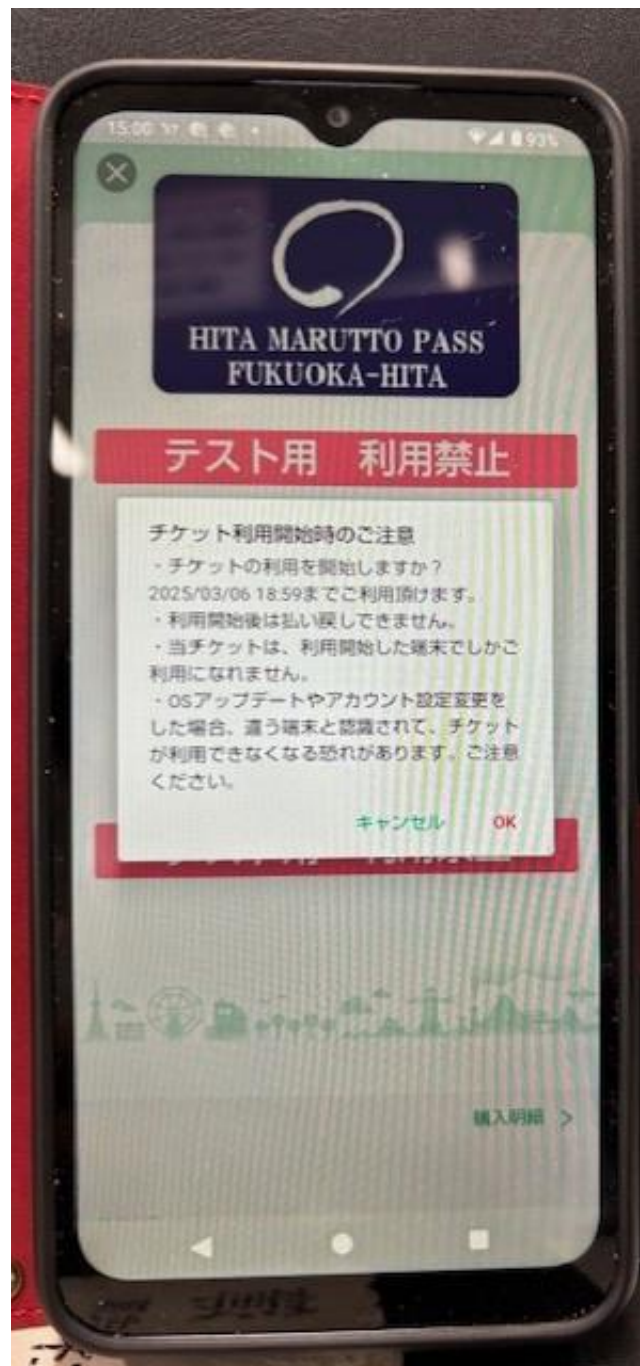 15:00
93%
HITA MARUTTO PASS
FUKUOKA-HITA
テスト用 利用禁止
チケット利用開始時のご注意
・チケットの利用を開始しますか？
2025/03/06 18:59までご利用頂けます。
・利用開始後は払い戻しできません。
・当チケットは、利用開始した端末でしかご
利用になれません。
・OSアップデートやアカウント設定変更を
した場合、違う端末と認識されて、チケット
が利用できなくなる恐れがあります。ご注意
ください。
キャンセル OK
購入明細 >